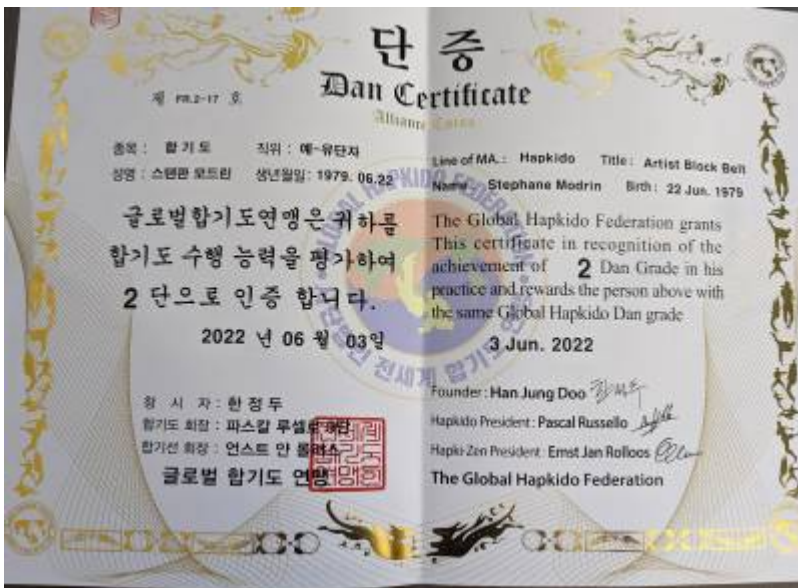 단 증
Dan Certificate
제 FR.2-17 호
종목 : 합 기 도 직위 : 예-유단자
성명 : 스텐판 모드린 생년월일 : 1979. 06.22
글로벌합기도연맹은 귀하를
합기도 수행 능력을 평가하여
2 단으로 인증 합니다.
2022 년 06 월 03일
창 시 자 : 한 정 두
합기도 회장 : 파스칼 루셀로
합기선 회장 : 언스트 얀 롤러스
글로벌 합기도 연맹
Line of MA. : Hapkido Title : Artist Black Belt
Name : Stephane Modrin Birth : 22 Jun. 1979
The Global Hapkido Federation grants
This certificate in recognition of the
achievement of 2 Dan Grade in his
practice and rewards the person above with
the same Global Hapkido Dan grade
3 Jun. 2022
Founder : Han Jung Doo
Hapkido President : Pascal Russello
Hapki-Zen President : Ernst Jan Rolloos
The Global Hapkido Federation